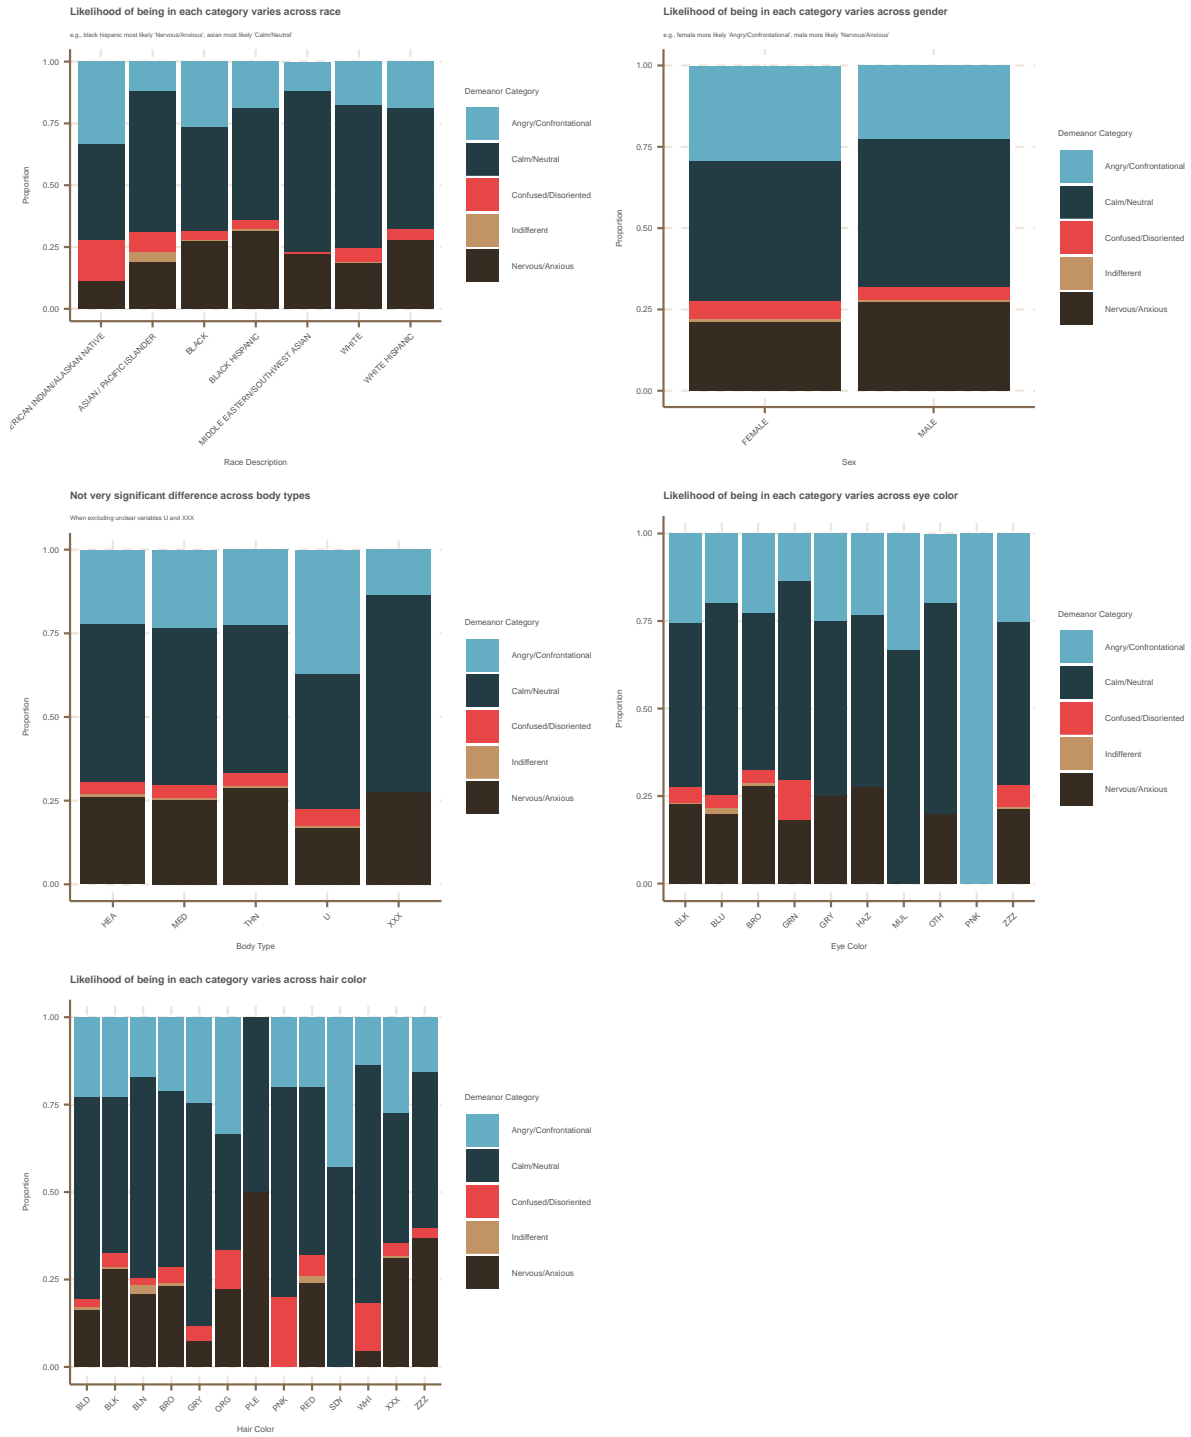 Likelihood of being in each category varies across race
e.g., black hispanic most likely 'Nervous/Anxious', asian most likely 'Calm/Neutral'
1.00
0.75
0.50
0.25
0.00
Proportion
ERICAN INDIAN/ALASKAN NATIVE
ASIAN / PACIFIC ISLANDER
BLACK
BLACK HISPANIC
MIDDLE EASTERN/SOUTHWEST ASIAN
WHITE
WHITE HISPANIC
Race Description
Demeanor Category
Angry/Confrontational
Calm/Neutral
Confused/Disoriented
Indifferent
Nervous/Anxious
Likelihood of being in each category varies across gender
e.g., female more likely 'Angry/Confrontational', male more likely 'Nervous/Anxious'
1.00
0.75
0.50
0.25
0.00
Proportion
FEMALE
MALE
Sex
Demeanor Category
Angry/Confrontational
Calm/Neutral
Confused/Disoriented
Indifferent
Nervous/Anxious
Not very significant difference across body types
When excluding unclear variables U and XXX
1.00
0.75
0.50
0.25
0.00
Proportion
HEA
MED
THN
U
XXX
Body Type
Demeanor Category
Angry/Confrontational
Calm/Neutral
Confused/Disoriented
Indifferent
Nervous/Anxious
Likelihood of being in each category varies across eye color
1.00
0.75
0.50
0.25
0.00
Proportion
BLK
BLU
BRO
GRN
GRY
HAZ
MUL
OTH
PNK
ZZZ
Eye Color
Demeanor Category
Angry/Confrontational
Calm/Neutral
Confused/Disoriented
Indifferent
Nervous/Anxious
Likelihood of being in each category varies across hair color
1.00
0.75
0.50
0.25
0.00
Proportion
BLD
BLK
BLN
BRO
GRY
ORG
PLE
PNK
RED
SDY
WHI
XXX
ZZZ
Hair Color
Demeanor Category
Angry/Confrontational
Calm/Neutral
Confused/Disoriented
Indifferent
Nervous/Anxious